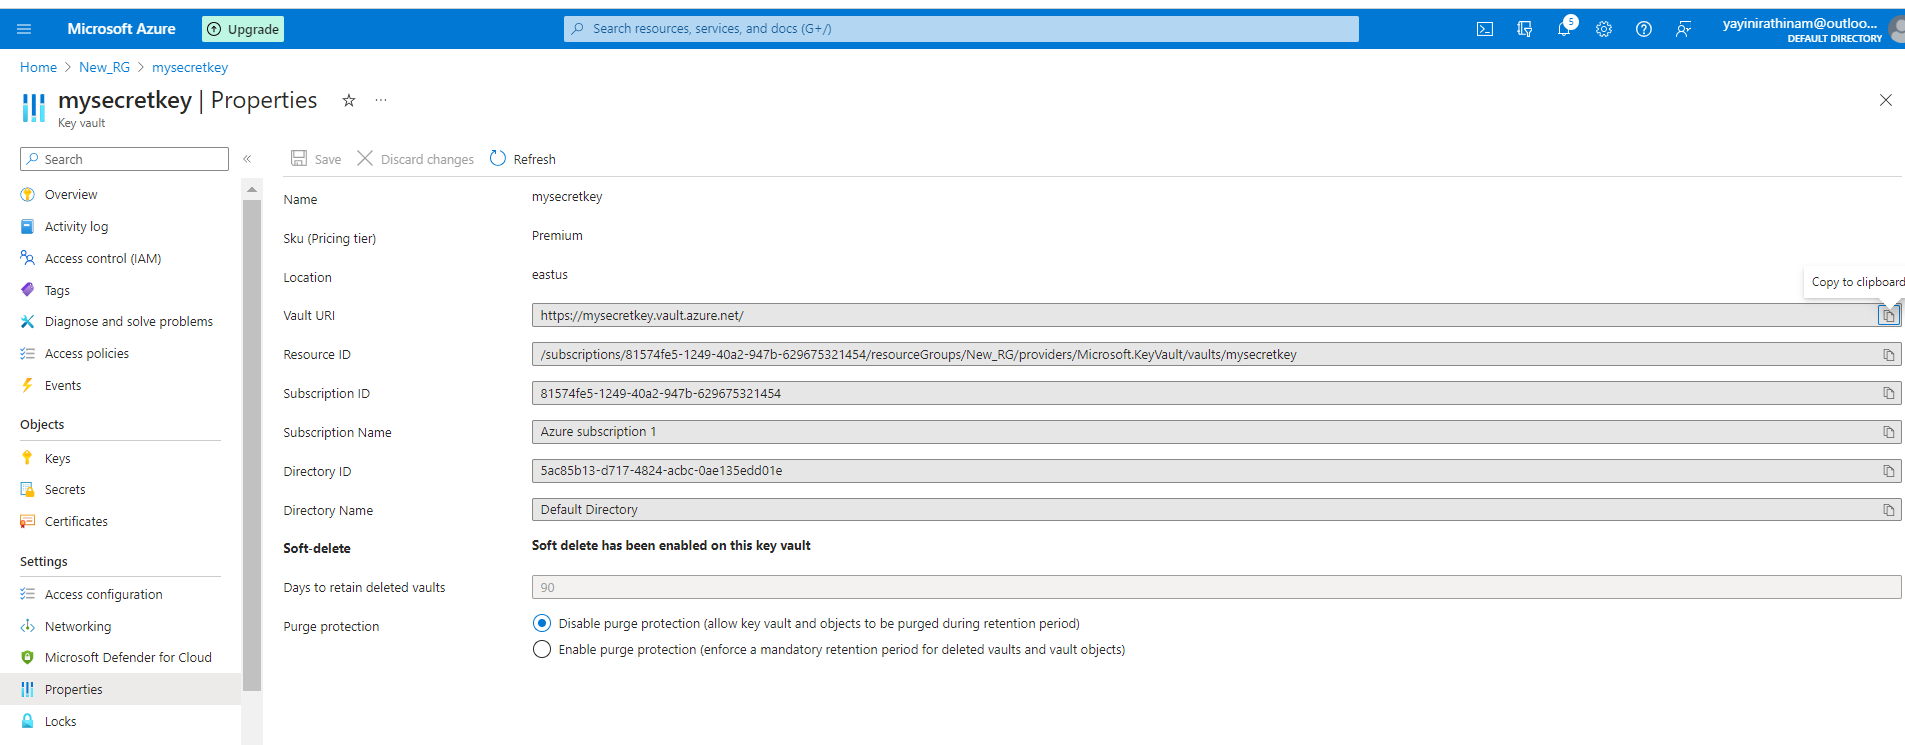 Microsoft Azure
Upgrade
Search resources, services, and docs (G+/)
5
yayinirathinam@outloo...
DEFAULT DIRECTORY
Home > New_RG > mysecretkey
mysecretkey | Properties
Key vault
Search
Save
Discard changes
Refresh
Overview
Activity log
Access control (IAM)
Tags
Diagnose and solve problems
Access policies
Events
Objects
Keys
Secrets
Certificates
Settings
Access configuration
Networking
Microsoft Defender for Cloud
Properties
Locks
Name mysecretkey
Sku (Pricing tier) Premium
Location eastus
Copy to clipboard
Vault URI https://mysecretkey.vault.azure.net/
Resource ID /subscriptions/81574fe5-1249-40a2-947b-629675321454/resourceGroups/New_RG/providers/Microsoft.KeyVault/vaults/mysecretkey
Subscription ID 81574fe5-1249-40a2-947b-629675321454
Subscription Name Azure subscription 1
Directory ID 5ac85b13-d717-4824-acbc-0ae135edd01e
Directory Name Default Directory
Soft-delete Soft delete has been enabled on this key vault
Days to retain deleted vaults 90
Purge protection Disable purge protection (allow key vault and objects to be purged during retention period)
Enable purge protection (enforce a mandatory retention period for deleted vaults and vault objects)